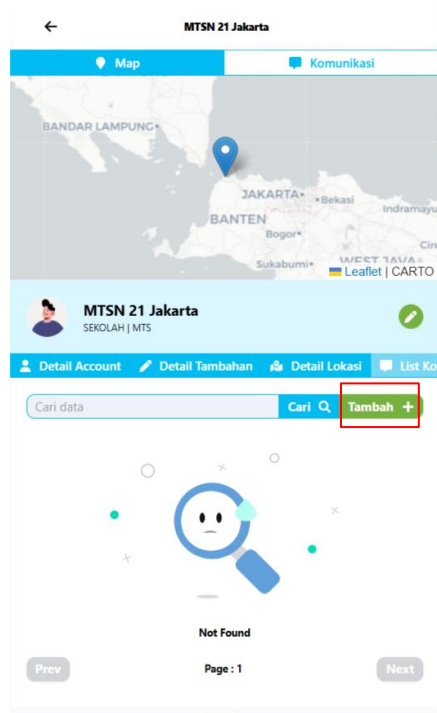 MTSN 21 Jakarta
Map
Komunikasi
BANDAR LAMPUNG
JAKARTA
Bekasi
Indramayu
BANTEN
Bogor
Sukabumi
WEST JAVA
Leaflet | CARTO
MTSN 21 Jakarta
SEKOLAH | MTS
Detail Account
Detail Tambahan
Detail Lokasi
List Ko
Cari data
Cari
Tambah +
Not Found
Prev
Page : 1
Next